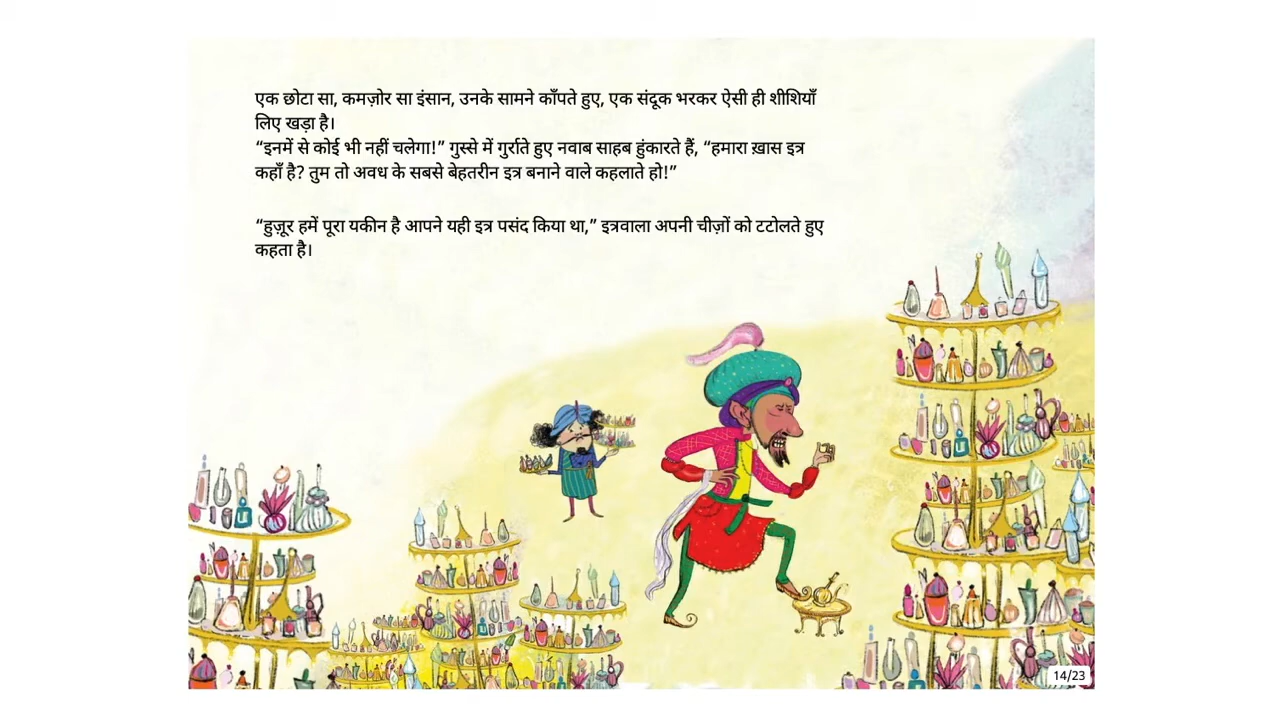 एक छोटा सा, कमज़ोर सा इंसान, उनके सामने काँपते हुए, एक संदूक भरकर ऐसी ही शीशियाँ
लिए खड़ा है।
“इनमें से कोई भी नहीं चलेगा!” गुस्से में गुर्राते हुए नवाब साहब हुंकारते हैं, “हमारा ख़ास इत्र
कहाँ है? तुम तो अवध के सबसे बेहतरीन इत्र बनाने वाले कहलाते हो!”
“हुज़ूर हमें पूरा यकीन है आपने यही इत्र पसंद किया था,” इत्रवाला अपनी चीज़ों को टटोलते हुए
कहता है।
14/23